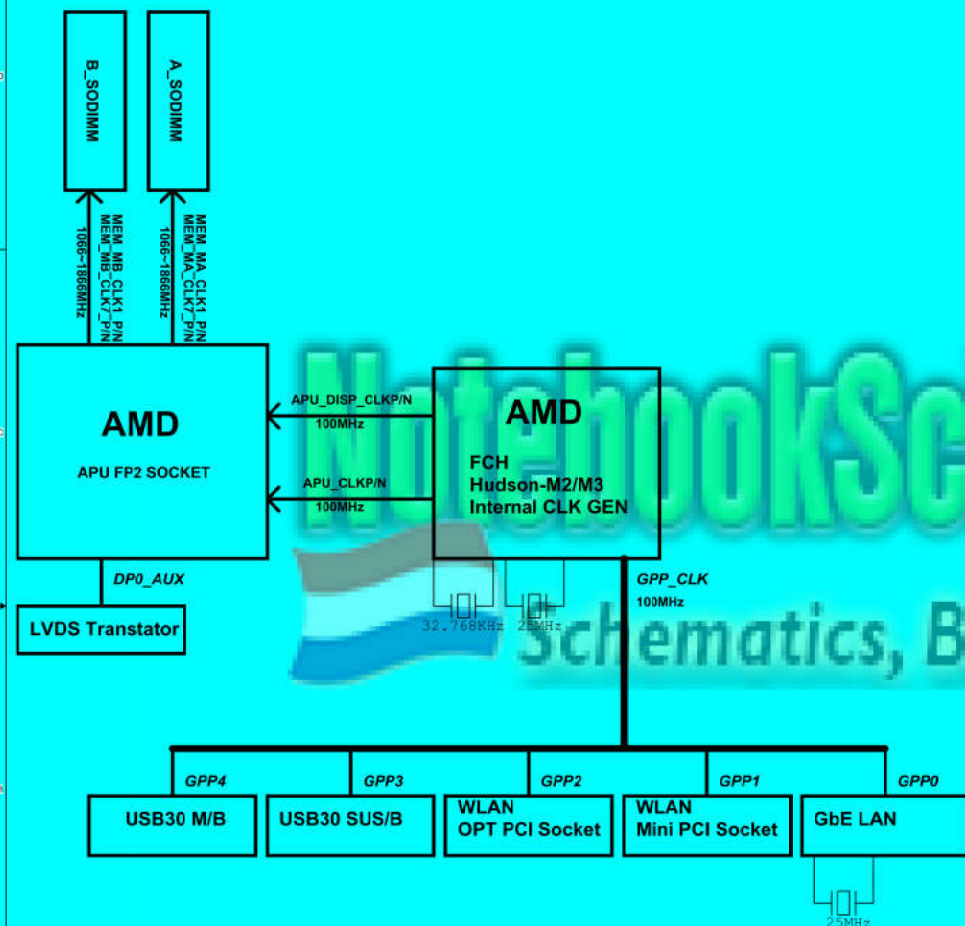 B_SODIMM
A_SODIMM
MEM_MB_CLK1_P/N
MEM_MB_CLK7_P/N
1066~1866MHz
MEM_MA_CLK1_P/N
MEM_MA_CLK7_P/N
1066~1866MHz
AMD
APU FP2 SOCKET
APU_DISP_CLKP/N
100MHz
APU_CLKP/N
100MHz
AMD
FCH
Hudson-M2/M3
Internal CLK GEN
NotebookSc
DP0_AUX
LVDS Transtator
32.768KHz
25MHz
GPP_CLK
100MHz
Schematics, B
GPP4
GPP3
GPP2
GPP1
GPP0
USB30 M/B
USB30 SUS/B
WLAN
OPT PCI Socket
WLAN
Mini PCI Socket
GbE LAN
25MHz